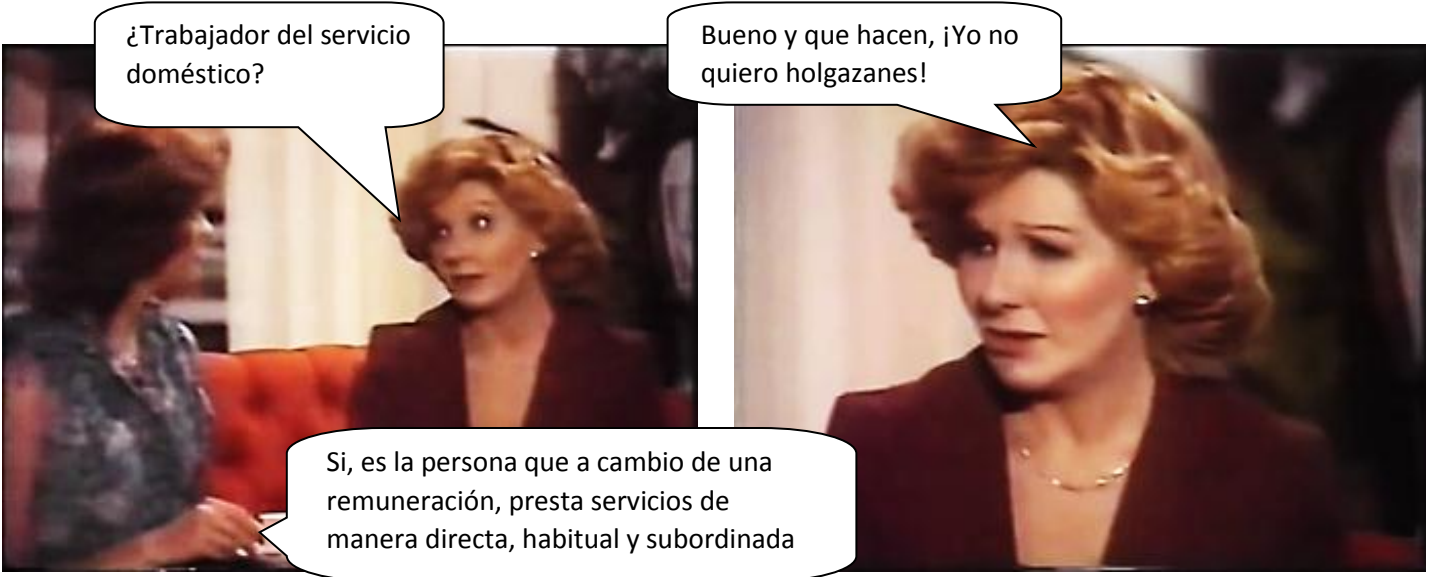 ¿Trabajador del servicio
doméstico?
Si, es la persona que a cambio de una
remuneración, presta servicios de
manera directa, habitual y subordinada
Bueno y que hacen, ¡Yo no
quiero holgazanes!